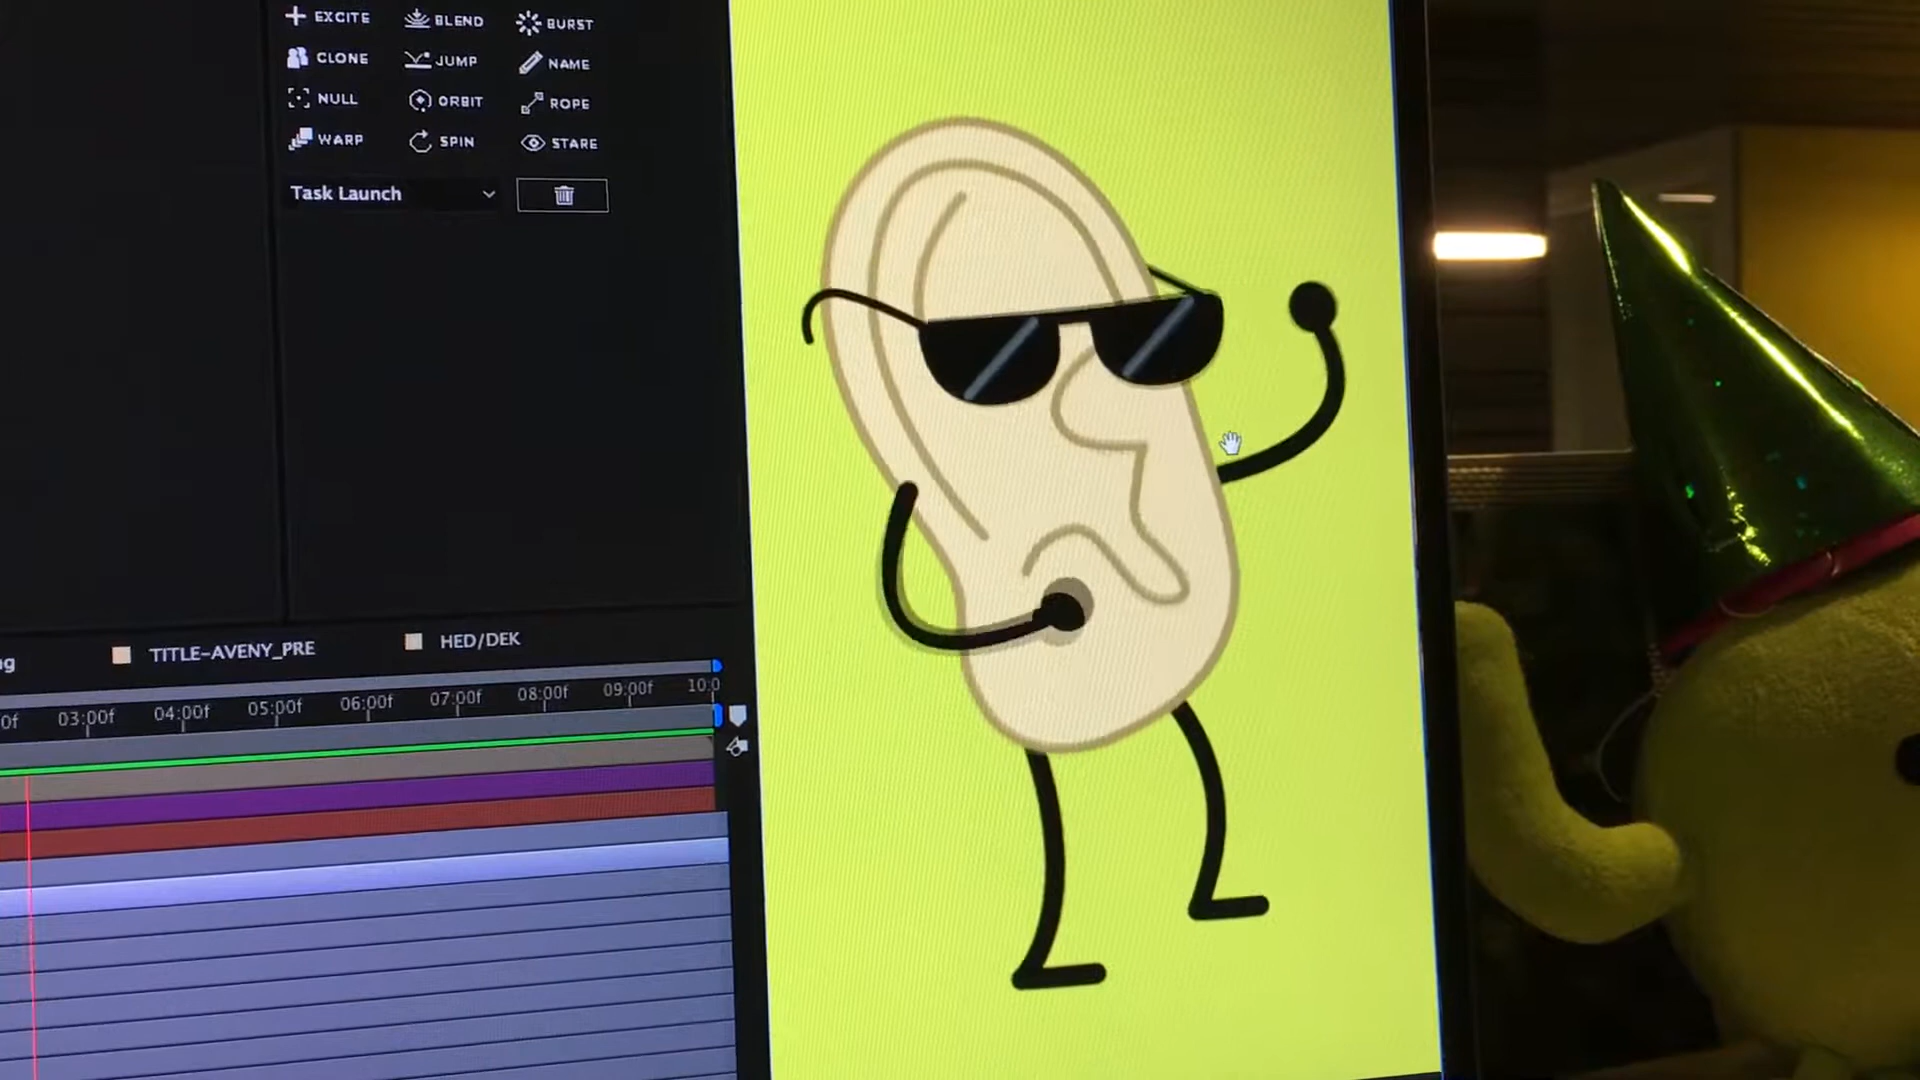 EXCITE BLEND BURST
CLONE JUMP NAME
NULL ORBIT ROPE
WARP SPIN STARE
Task Launch
TITLE-AVENY_PRE HED/DEK
03:00f 04:00f 05:00f 06:00f 07:00f 08:00f 09:00f 10:0